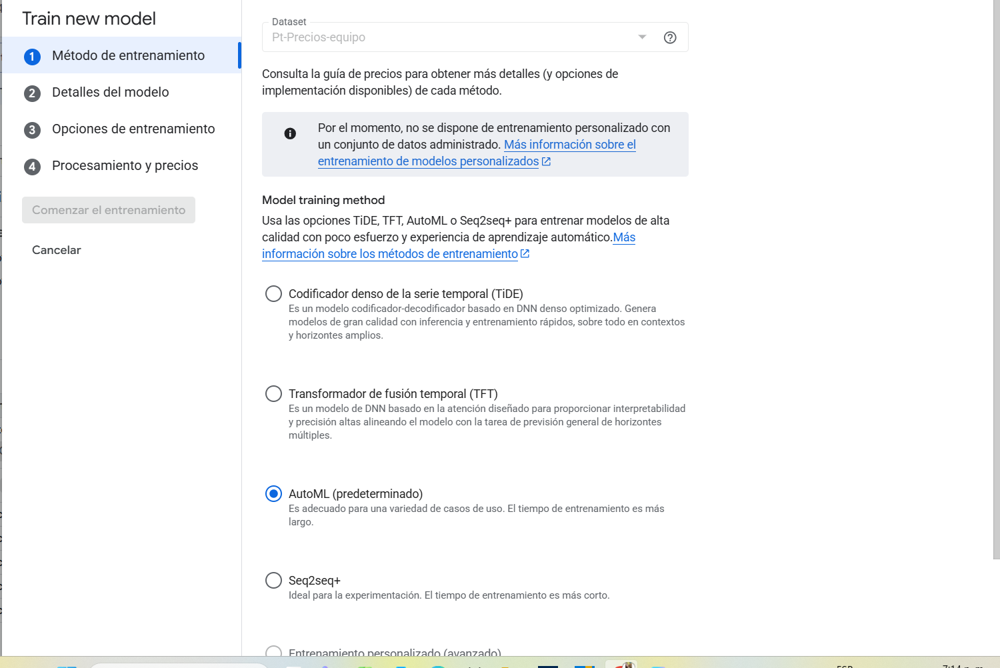 Train new model
1 Método de entrenamiento
2 Detalles del modelo
3 Opciones de entrenamiento
4 Procesamiento y precios
Comenzar el entrenamiento
Cancelar
Dataset
Pt-Precios-equipo
Consulta la guía de precios para obtener más detalles (y opciones de
implementación disponibles) de cada método.
Por el momento, no se dispone de entrenamiento personalizado con
un conjunto de datos administrado. Más información sobre el
entrenamiento de modelos personalizados
Model training method
Usa las opciones TiDE, TFT, AutoML o Seq2seq+ para entrenar modelos de alta
calidad con poco esfuerzo y experiencia de aprendizaje automático.Más
información sobre los métodos de entrenamiento
Codificador denso de la serie temporal (TiDE)
Es un modelo codificador-decodificador basado en DNN denso optimizado. Genera
modelos de gran calidad con inferencia y entrenamiento rápidos, sobre todo en contextos
y horizontes amplios.
Transformador de fusión temporal (TFT)
Es un modelo de DNN basado en la atención diseñado para proporcionar interpretabilidad
y precisión altas alineando el modelo con la tarea de previsión general de horizontes
múltiples.
AutoML (predeterminado)
Es adecuado para una variedad de casos de uso. El tiempo de entrenamiento es más
largo.
Seq2seq+
Ideal para la experimentación. El tiempo de entrenamiento es más corto.
Entrenamiento personalizado (avanzado)